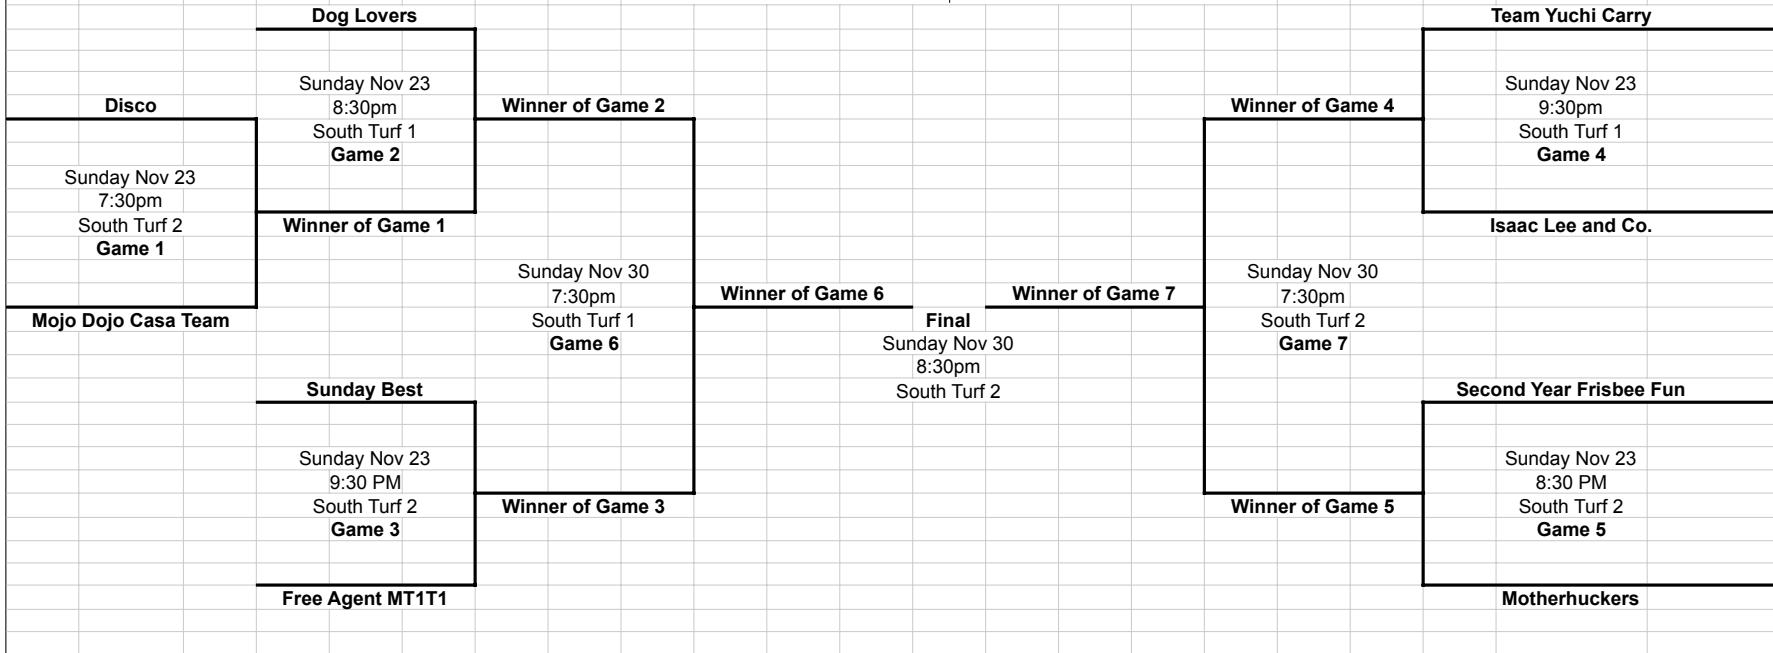 Dog Lovers
Team Yuchi Carry
Sunday Nov 23
8:30pm
South Turf 1
Game 2
Sunday Nov 23
9:30pm
South Turf 1
Game 4
Disco
Winner of Game 2
Winner of Game 4
Sunday Nov 23
7:30pm
South Turf 2
Game 1
Winner of Game 1
Isaac Lee and Co.
Sunday Nov 30
7:30pm
South Turf 1
Game 6
Sunday Nov 30
7:30pm
South Turf 2
Game 7
Winner of Game 6
Winner of Game 7
Mojo Dojo Casa Team
Final
Sunday Nov 30
8:30pm
South Turf 2
Sunday Best
Second Year Frisbee Fun
Sunday Nov 23
9:30 PM
South Turf 2
Game 3
Sunday Nov 23
8:30 PM
South Turf 2
Game 5
Winner of Game 3
Winner of Game 5
Free Agent MT1T1
Motherhuckers